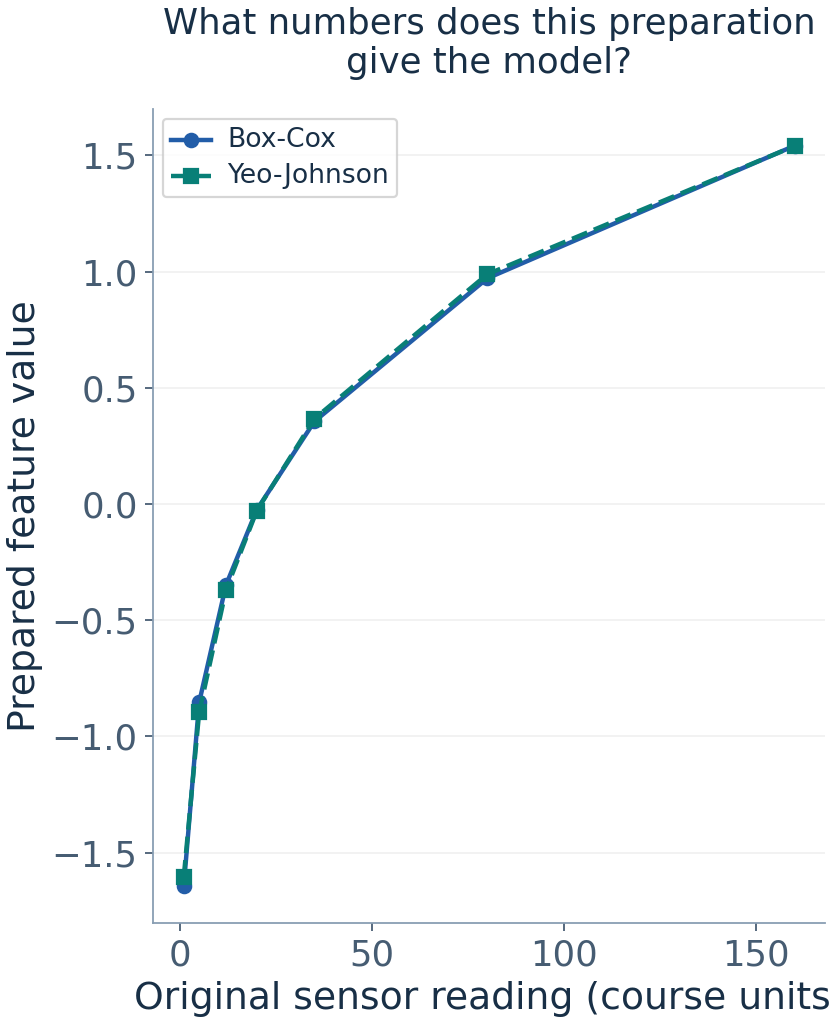 What numbers does this preparation
give the model?
Box-Cox
Yeo-Johnson
Prepared feature value
1.5
1.0
0.5
0.0
−0.5
−1.0
−1.5
0
50
100
150
Original sensor reading (course units